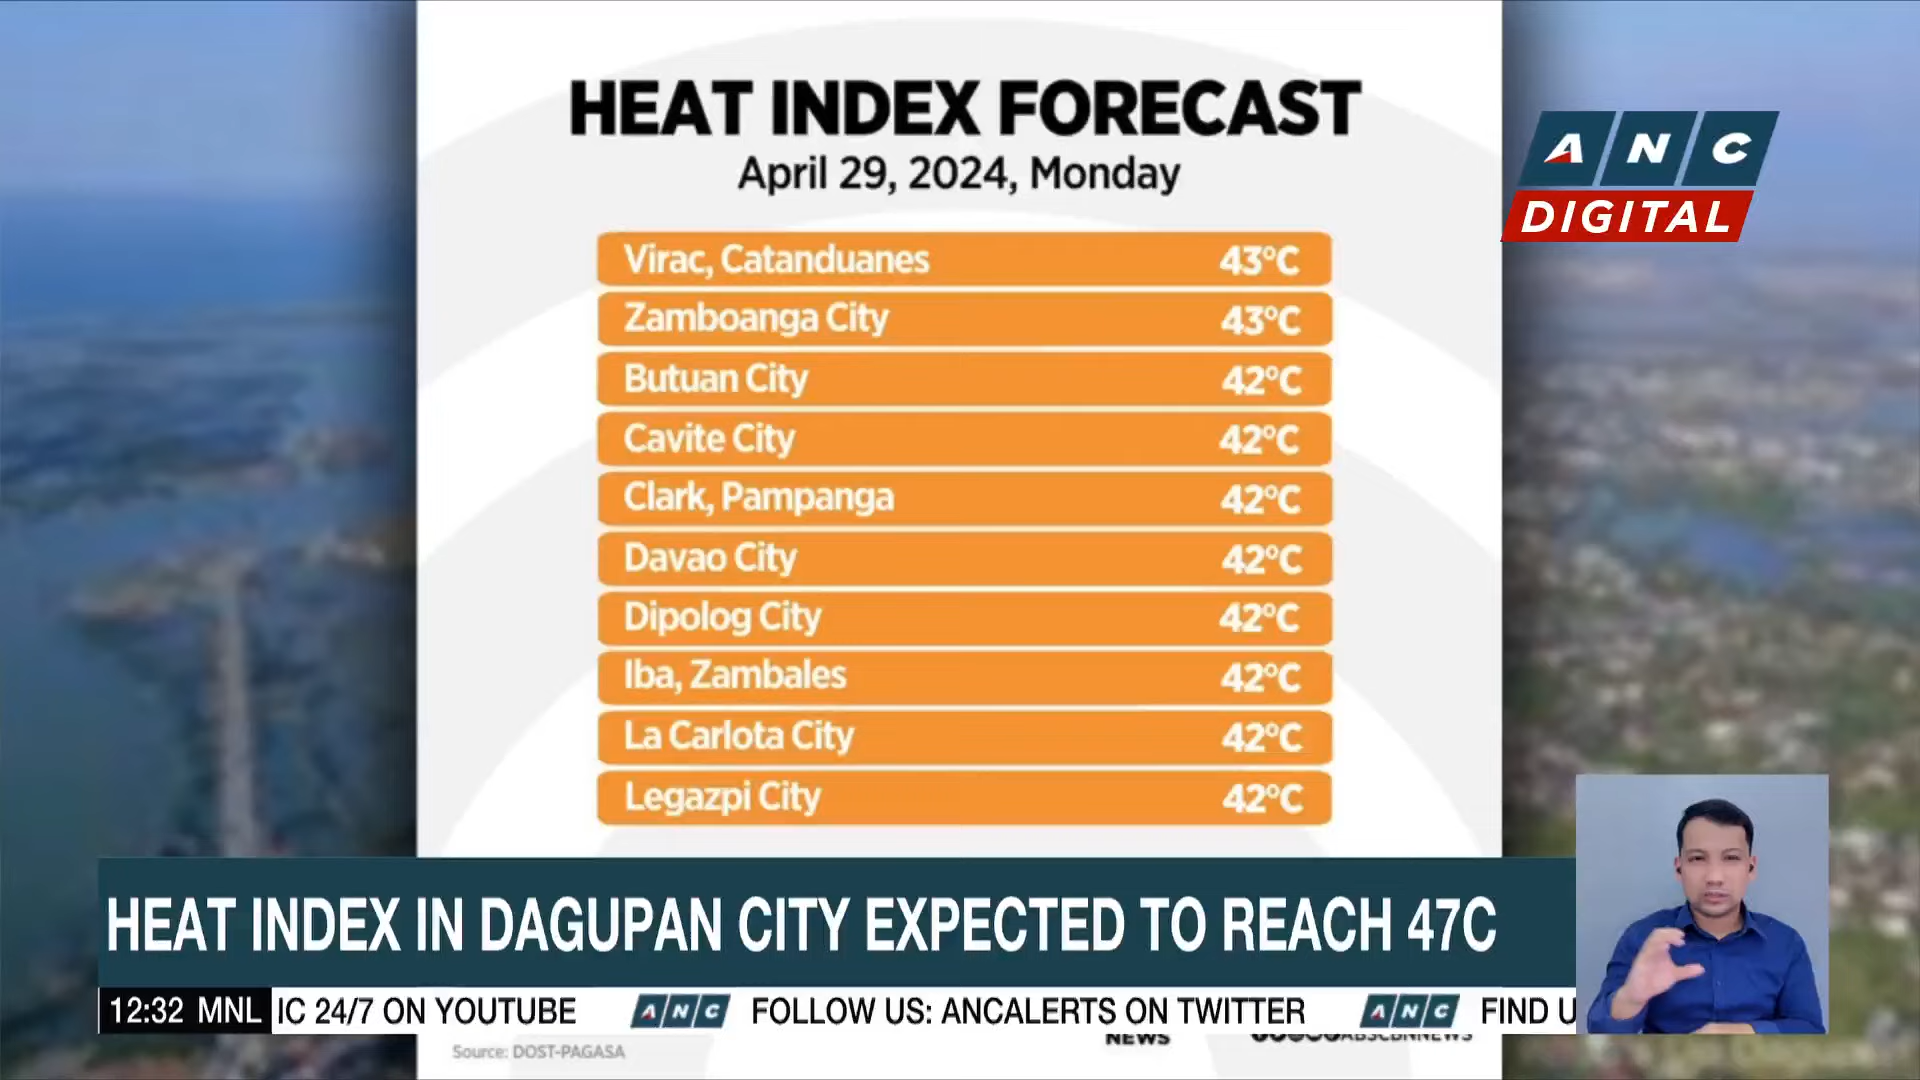 HEAT INDEX FORECAST
April 29, 2024, Monday
ANC
DIGITAL
Virac, Catanduanes 43°C
Zamboanga City 43°C
Butuan City 42°C
Cavite City 42°C
Clark, Pampanga 42°C
Davao City 42°C
Dipolog City 42°C
Iba, Zambales 42°C
La Carlota City 42°C
Legazpi City 42°C
HEAT INDEX IN DAGUPAN CITY EXPECTED TO REACH 47C
12:32 MNL IC 24/7 ON YOUTUBE ANC FOLLOW US: ANCALERTS ON TWITTER ANC FIND U
NEWS ABSCBNNEWS
Source: DOST-PAGASA